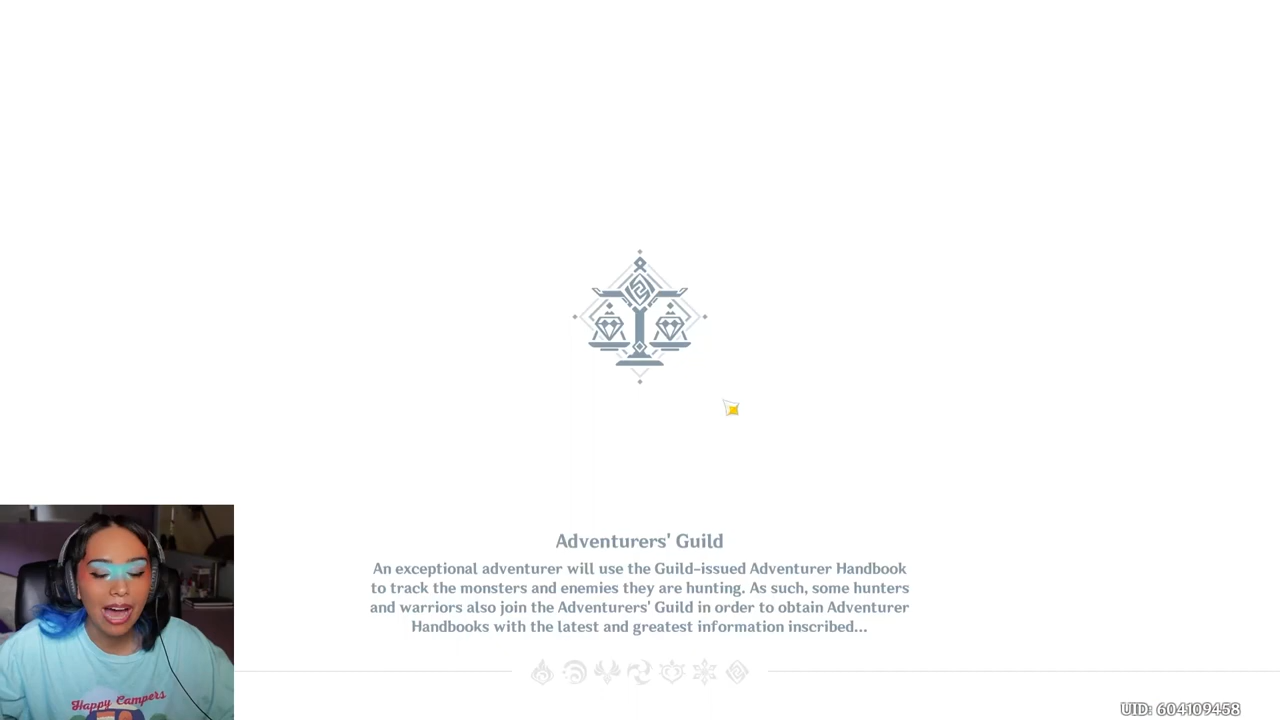 Adventurers' Guild
An exceptional adventurer will use the Guild-issued Adventurer Handbook
to track the monsters and enemies they are hunting. As such, some hunters
and warriors also join the Adventurers' Guild in order to obtain Adventurer
Handbooks with the latest and greatest information inscribed...
Happy Campers
UID: 604109458